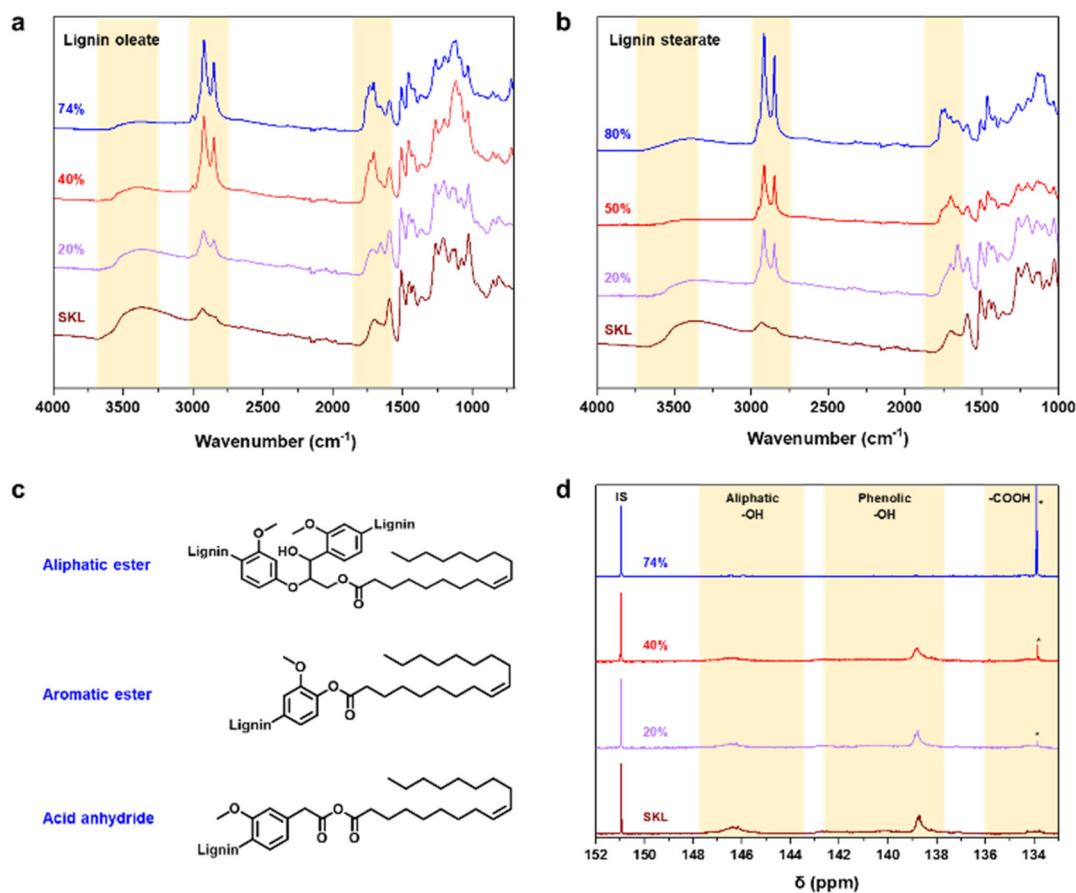 a
Lignin oleate
74%
40%
20%
SKL
4000 3500 3000 2500 2000 1500 1000
Wavenumber (cm⁻¹)
b
Lignin stearate
80%
50%
20%
SKL
4000 3500 3000 2500 2000 1500 1000
Wavenumber (cm⁻¹)
c
Aliphatic ester
Lignin
O
HO
O
Lignin
O
O
O
Aromatic ester
O
O
O
Lignin
Acid anhydride
O
O
O
O
Lignin
d
IS
Aliphatic
-OH
Phenolic
-OH
-COOH
*
74%
40%
*
20%
*
SKL
152 150 148 146 144 142 140 138 136 134
δ (ppm)